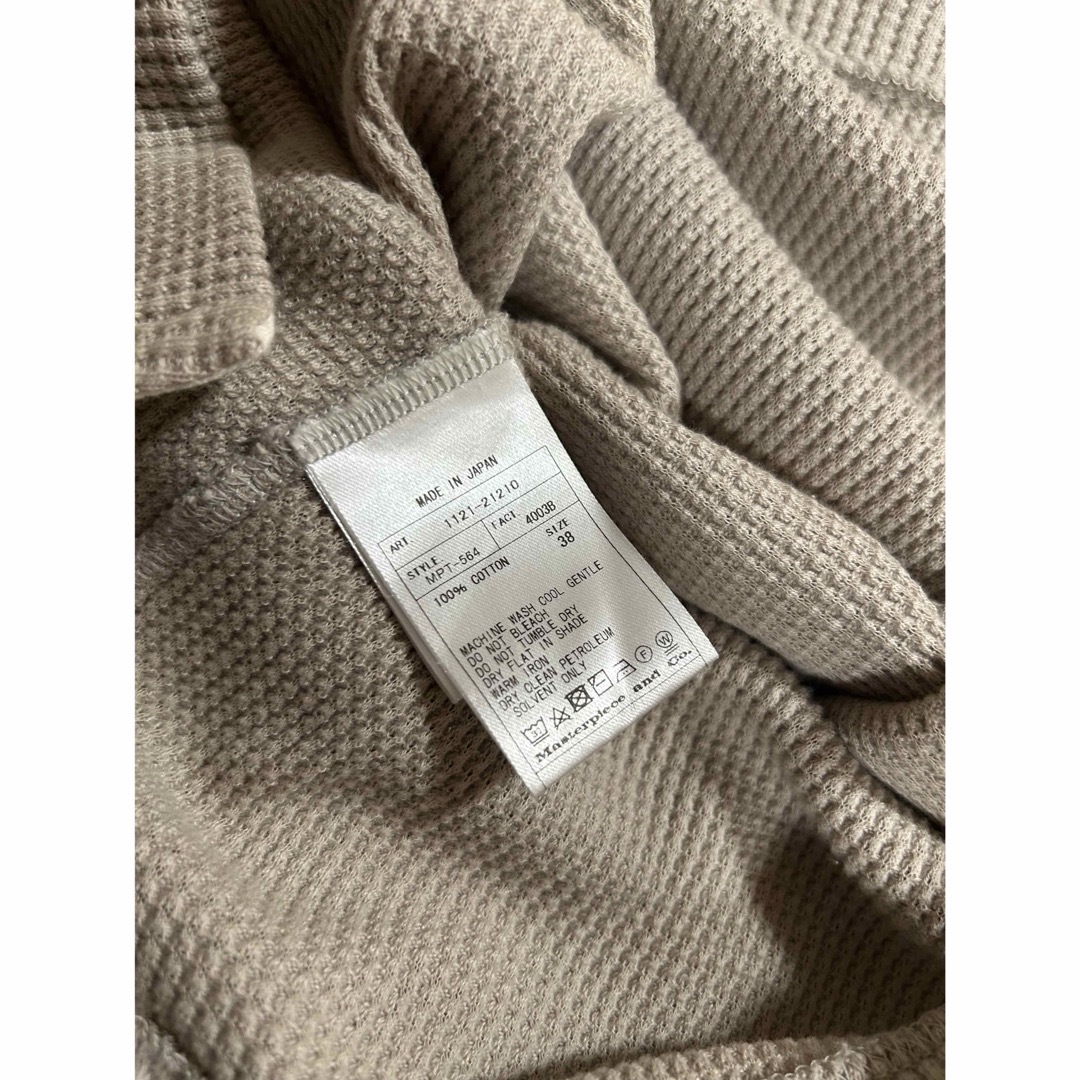 MADE IN JAPAN
ART 1121-21210
STYLE FACT SIZE
MPT-564 4003B 38
100% COTTON
MACHINE WASH COOL GENTLE
DO NOT BLEACH
DO NOT TUMBLE DRY
DRY FLAT IN SHADE
WARM IRON
DRY CLEAN PETROLEUM
SOLVENT ONLY
F W
Masterpiece and Co.